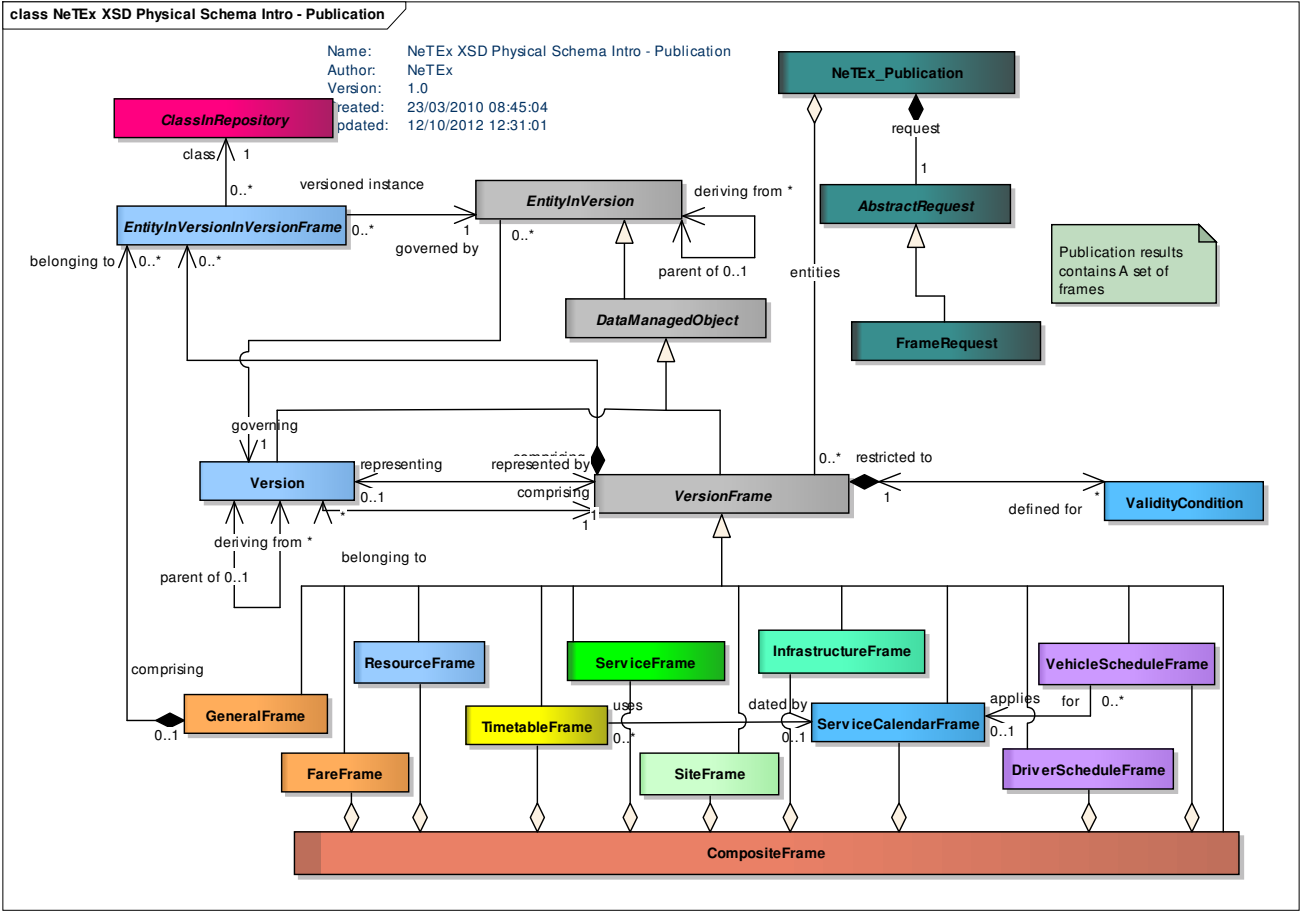 class NeTEx XSD Physical Schema Intro - Publication
Name: NeTEx XSD Physical Schema Intro - Publication
Author: NeTEx
Version: 1.0
reated: 23/03/2010 08:45:04
pdated: 12/10/2012 12:31:01
NeTEx_Publication
ClassInRepository
request
class 1
1
0..*
versioned instance
EntityInVersion
deriving from *
AbstractRequest
EntityInVersionInVersionFrame
0..*
1
0..*
governed by
belonging to
0..*
0..*
parent of 0..1
entities
Publication results
contains A set of
frames
DataManagedObject
FrameRequest
governing
1
representing
comprising
represented by
0..*
restricted to
Version
0..1
comprising
VersionFrame
1
*
ValidityCondition
*
1
1
defined for
deriving from *
belonging to
parent of 0..1
comprising
ResourceFrame
ServiceFrame
InfrastructureFrame
VehicleScheduleFrame
GeneralFrame
0..1
TimetableFrame
uses
0..*
dated by
0..1
ServiceCalendarFrame
applies for
0..*
0..1
FareFrame
SiteFrame
DriverScheduleFrame
CompositeFrame